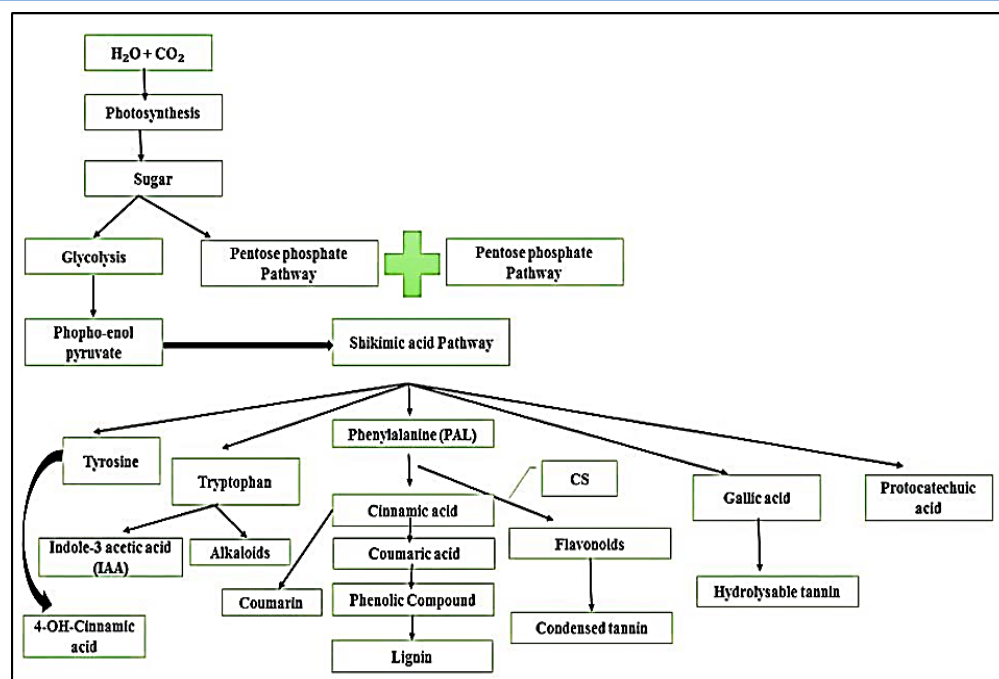 H₂O + CO₂
Photosynthesis
Sugar
Glycolysis
Pentose phosphate
Pathway
Pentose phosphate
Pathway
Phopho-enol
pyruvate
Shikimic acid Pathway
Tyrosine
Tryptophan
Phenylalanine (PAL)
CS
Gallic acid
Protocatechuic
acid
Cinnamic acid
Indole-3 acetic acid
(IAA)
Alkaloids
Coumaric acid
Flavonoids
Coumarin
Phenolic Compound
Hydrolysable tannin
4-OH-Cinnamic
acid
Lignin
Condensed tannin